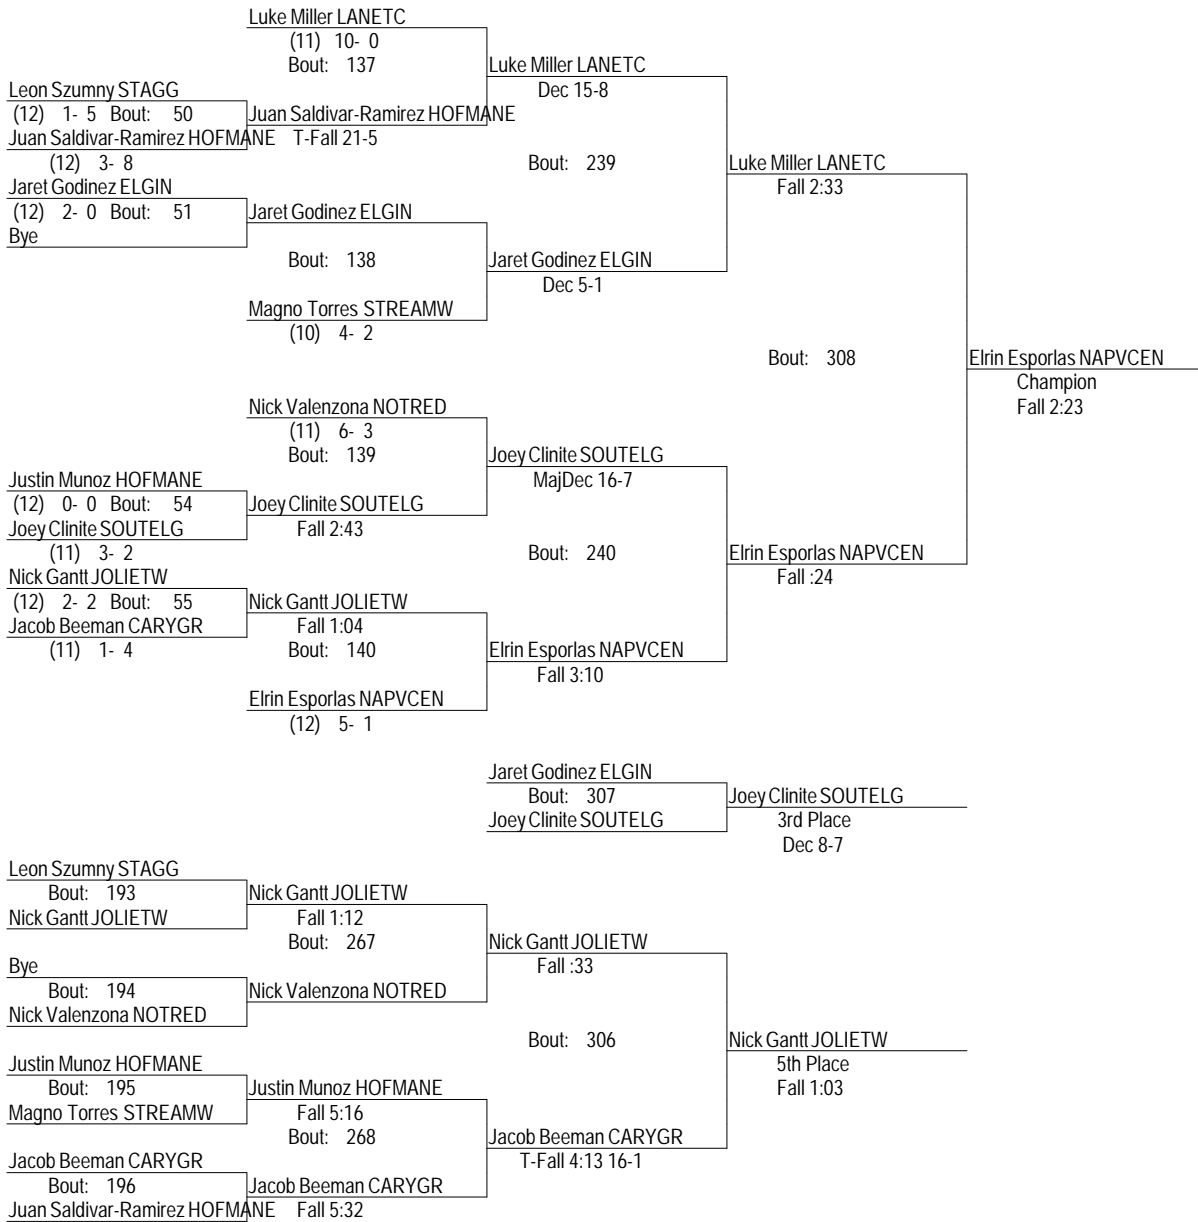 Luke Miller LANETC
(11) 10- 0
Bout: 137
Luke Miller LANETC
Dec 15-8
Leon Szumny STAGG
(12) 1- 5 Bout: 50
Juan Saldivar-Ramirez HOFMANE
Juan Saldivar-Ramirez HOFMANE T-Fall 21-5
(12) 3- 8
Bout: 239
Luke Miller LANETC
Fall 2:33
Jaret Godinez ELGIN
(12) 2- 0 Bout: 51
Jaret Godinez ELGIN
Bye
Bout: 138
Jaret Godinez ELGIN
Dec 5-1
Magno Torres STREAMW
(10) 4- 2
Bout: 308
Elrin Esporlas NAPVCEN
Champion
Fall 2:23
Nick Valenzona NOTRED
(11) 6- 3
Bout: 139
Joey Clinite SOUTELG
MajDec 16-7
Justin Munoz HOFMANE
(12) 0- 0 Bout: 54
Joey Clinite SOUTELG
Joey Clinite SOUTELG
Fall 2:43
(11) 3- 2
Bout: 240
Elrin Esporlas NAPVCEN
Fall :24
Nick Gantt JOLIETW
(12) 2- 2 Bout: 55
Nick Gantt JOLIETW
Jacob Beeman CARYGR
Fall 1:04
(11) 1- 4
Bout: 140
Elrin Esporlas NAPVCEN
Fall 3:10
Elrin Esporlas NAPVCEN
(12) 5- 1
Jaret Godinez ELGIN
Bout: 307
Joey Clinite SOUTELG
Joey Clinite SOUTELG
3rd Place
Dec 8-7
Leon Szumny STAGG
Bout: 193
Nick Gantt JOLIETW
Nick Gantt JOLIETW
Fall 1:12
Bout: 267
Nick Gantt JOLIETW
Fall :33
Bye
Bout: 194
Nick Valenzona NOTRED
Nick Valenzona NOTRED
Bout: 306
Nick Gantt JOLIETW
5th Place
Fall 1:03
Justin Munoz HOFMANE
Bout: 195
Justin Munoz HOFMANE
Magno Torres STREAMW
Fall 5:16
Bout: 268
Jacob Beeman CARYGR
T-Fall 4:13 16-1
Jacob Beeman CARYGR
Bout: 196
Jacob Beeman CARYGR
Juan Saldivar-Ramirez HOFMANE Fall 5:32